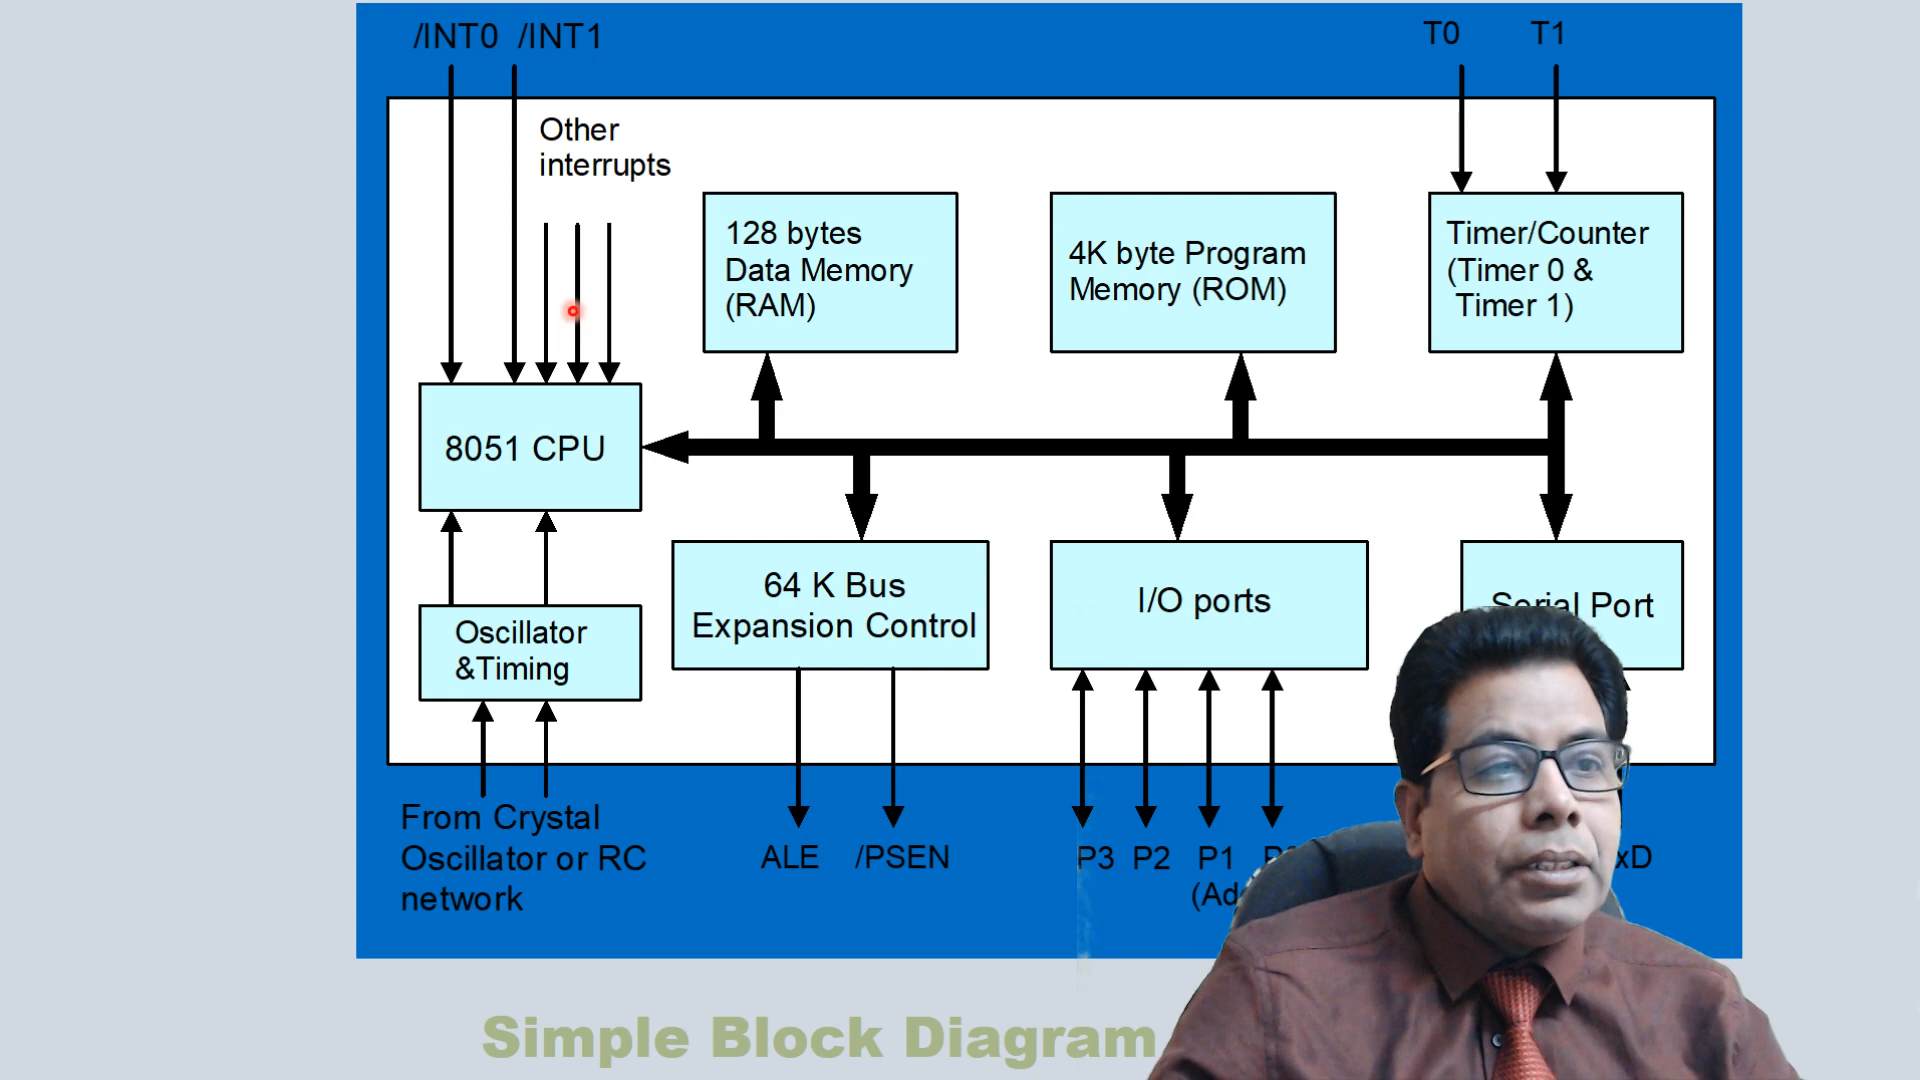 /INT0 /INT1
T0 T1
Other
interrupts
128 bytes
Data Memory
(RAM)
4K byte Program
Memory (ROM)
Timer/Counter
(Timer 0 &
Timer 1)
8051 CPU
Oscillator
&Timing
64 K Bus
Expansion Control
I/O ports
Serial Port
From Crystal
Oscillator or RC
network
ALE /PSEN
P3 P2 P1
Simple Block Diagram